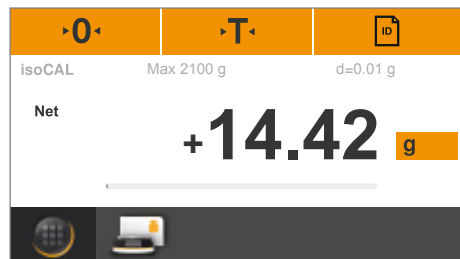 ▸0◂ ▸T◂ ID
isoCAL Max 2100 g d=0.01 g
Net
+14.42 g